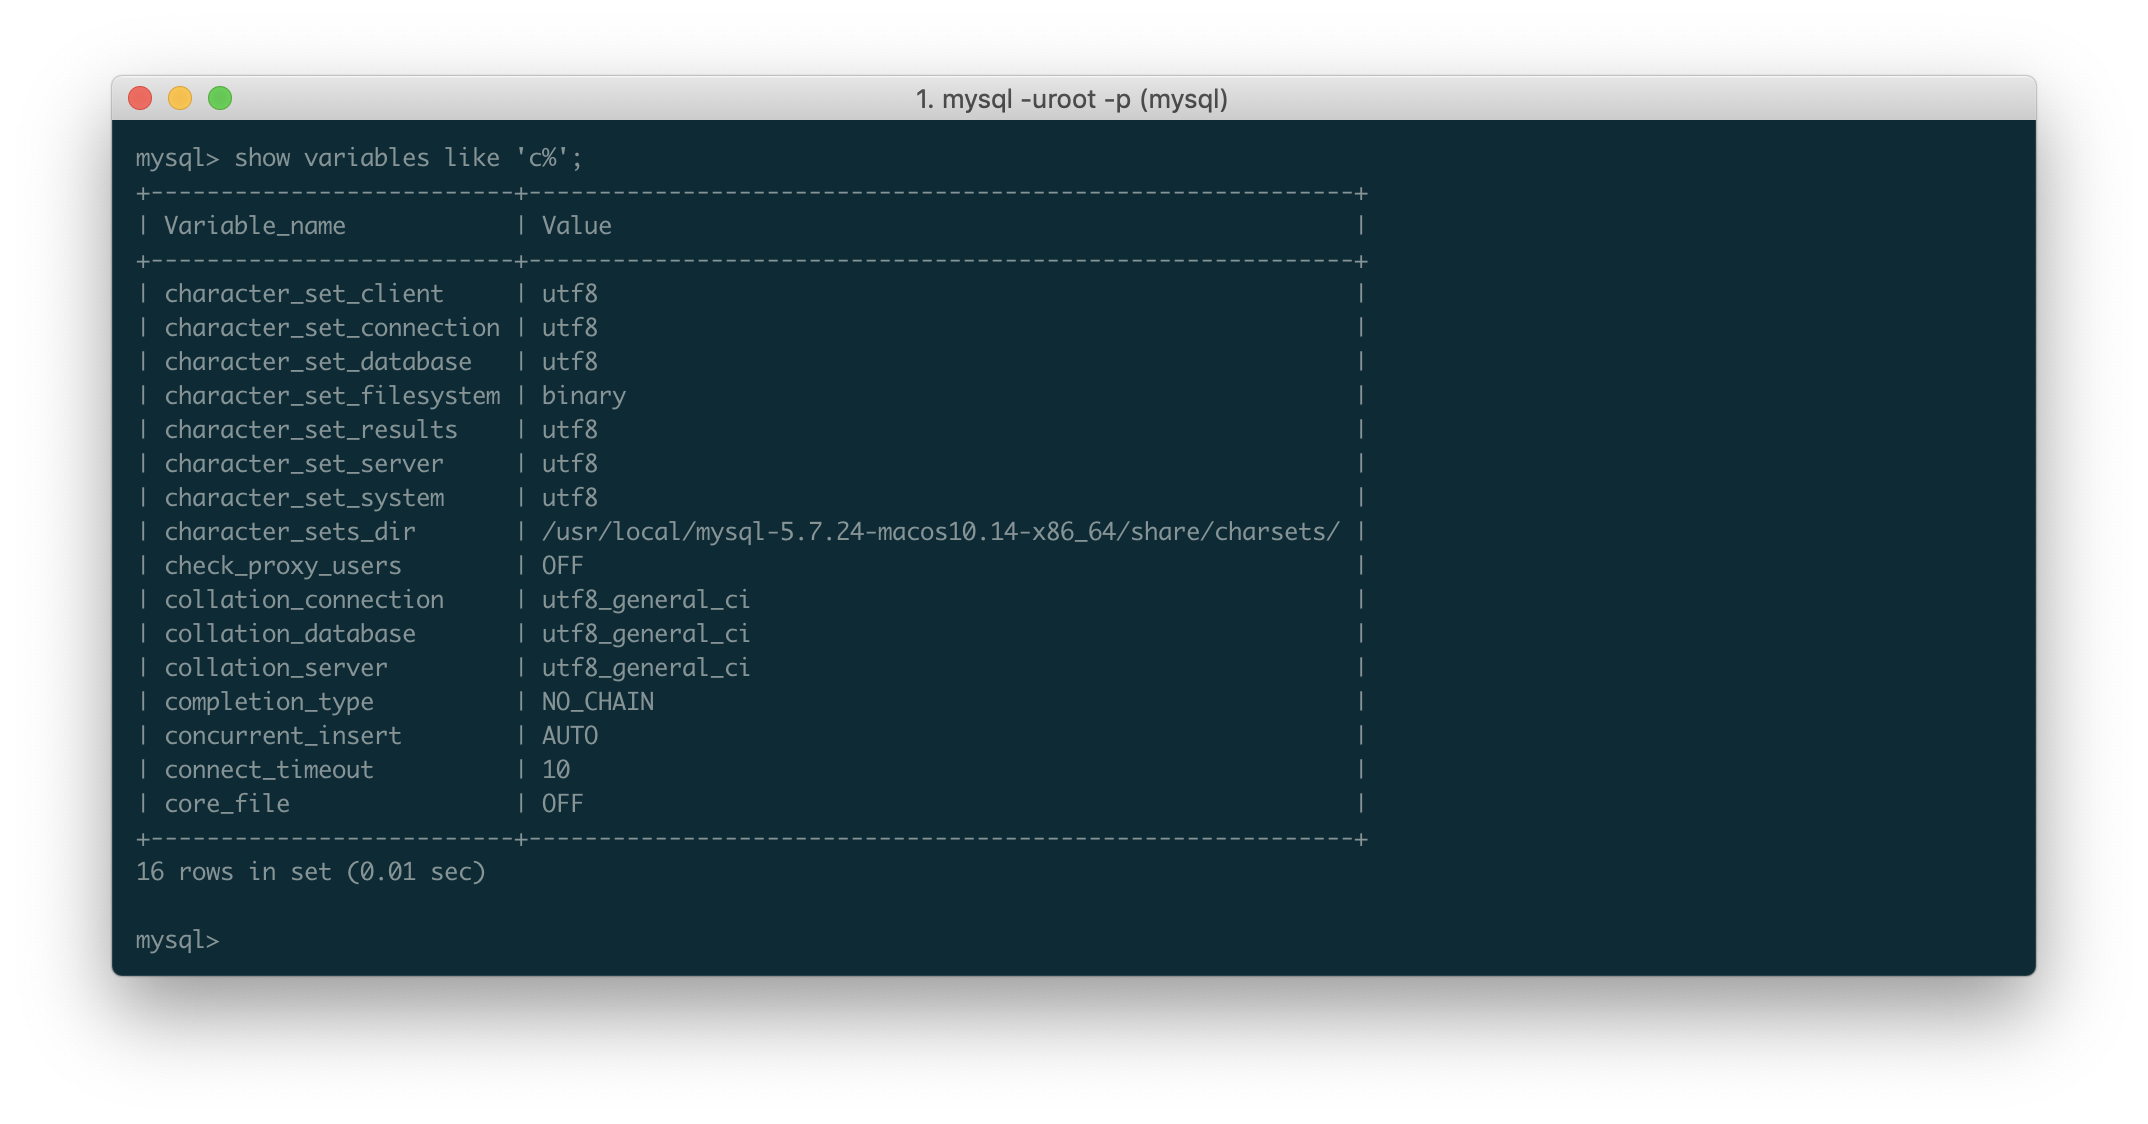 1. mysql -uroot -p (mysql)
mysql> show variables like 'c%';
+--------------------------+-----------------------------------------------------------+
| Variable_name            | Value                                                     |
+--------------------------+-----------------------------------------------------------+
| character_set_client     | utf8                                                      |
| character_set_connection | utf8                                                      |
| character_set_database   | utf8                                                      |
| character_set_filesystem | binary                                                    |
| character_set_results    | utf8                                                      |
| character_set_server     | utf8                                                      |
| character_set_system     | utf8                                                      |
| character_sets_dir       | /usr/local/mysql-5.7.24-macos10.14-x86_64/share/charsets/ |
| check_proxy_users        | OFF                                                       |
| collation_connection     | utf8_general_ci                                           |
| collation_database       | utf8_general_ci                                           |
| collation_server         | utf8_general_ci                                           |
| completion_type          | NO_CHAIN                                                  |
| concurrent_insert        | AUTO                                                      |
| connect_timeout          | 10                                                        |
| core_file                | OFF                                                       |
+--------------------------+-----------------------------------------------------------+
16 rows in set (0.01 sec)
mysql>